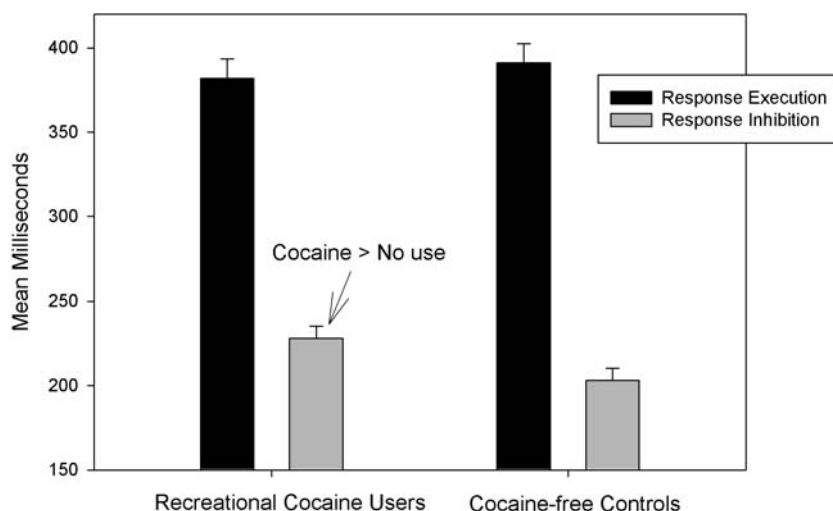 400
350
300
250
200
150
Mean Milliseconds
Response Execution
Response Inhibition
Cocaine > No use
Recreational Cocaine Users
Cocaine-free Controls